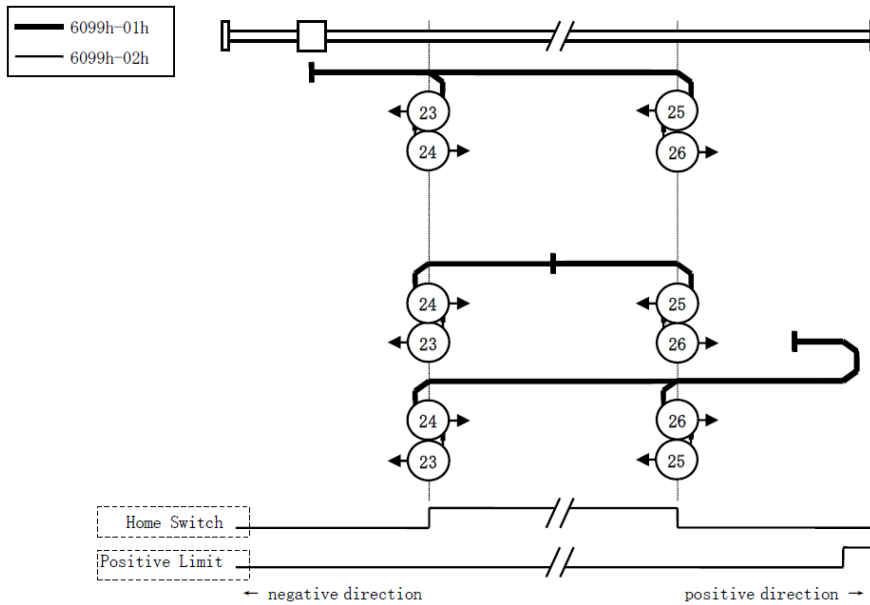 6099h-01h
6099h-02h
23
25
24
26
24
25
23
26
24
26
23
25
Home Switch
Positive Limit
← negative direction
positive direction →